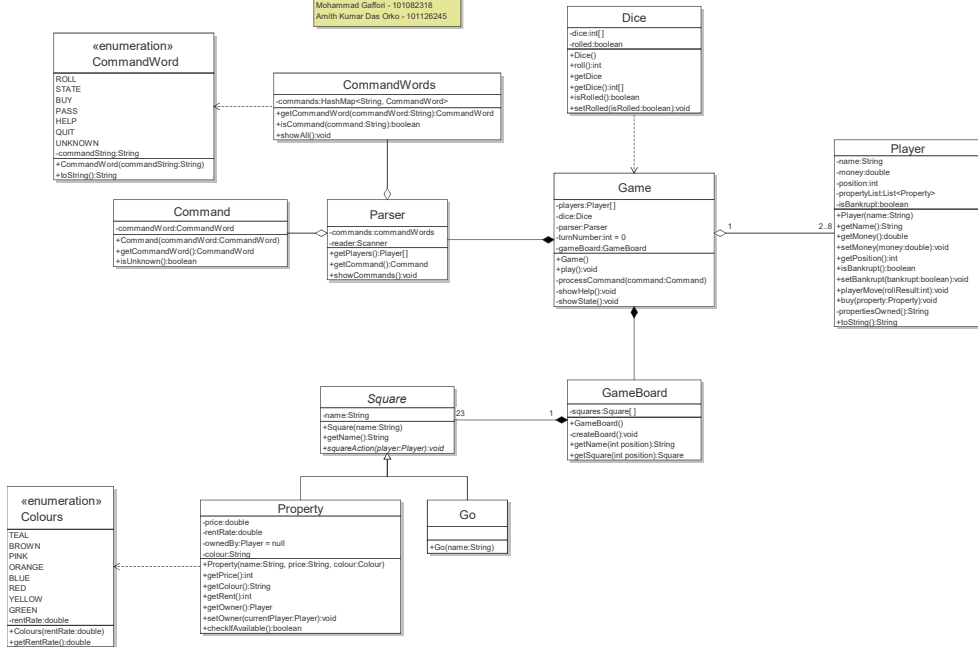 Mohammad Gaffori - 101082318
Amith Kumar Das Orko - 101126245
«enumeration»
CommandWord
ROLL
STATE
BUY
PASS
HELP
QUIT
UNKNOWN
-commandString:String
+CommandWord(commandString:String)
+toString():String
CommandWords
-commands:HashMap<String, CommandWord>
+getCommandWord(commandWord:String):CommandWord
+isCommand(command:String):boolean
+showAll():void
Dice
-dice:int[]
-rolled:boolean
+Dice()
+roll():int
+getDice
+getDice():int[]
+isRolled():boolean
+setRolled(isRolled:boolean):void
Player
-name:String
-money:double
-position:int
-propertyList:List<Property>
-isBankrupt:boolean
+Player(name:String)
+getName():String
+getMoney():double
+setMoney(money:double):void
+getPosition():int
+isBankrupt():boolean
+setBankrupt(bankrupt:boolean):void
+playerMove(rollResult:int):void
+buy(property:Property):void
-propertiesOwned():String
+toString():String
Command
-commandWord:CommandWord
+Command(commandWord:CommandWord)
+getCommandWord():CommandWord
+isUnknown():boolean
Parser
-commands:commandWords
-reader:Scanner
+getPlayers():Player[]
+getCommand():Command
+showCommands():void
Game
-players:Player[]
-dice:Dice
-parser:Parser
-turnNumber:int = 0
-gameBoard:GameBoard
+Game()
+play():void
-processCommand(command:Command)
-showHelp():void
-showState():void
1
2..8
Square
-name:String
+Square(name:String)
+getName():String
+squareAction(player:Player):void
23
1
GameBoard
-squares:Square[ ]
+GameBoard()
-createBoard():void
+getName(int position):String
+getSquare(int position):Square
«enumeration»
Colours
TEAL
BROWN
PINK
ORANGE
BLUE
RED
YELLOW
GREEN
-rentRate:double
+Colours(rentRate:double)
+getRentRate():double
Property
-price:double
-rentRate:double
-ownedBy:Player = null
-colour:String
+Property(name:String, price:String, colour:Colour)
+getPrice():int
+getColour():String
+getRent():int
+getOwner():Player
+setOwner(currentPlayer:Player):void
+checkIfAvailable():boolean
Go
+Go(name:String)